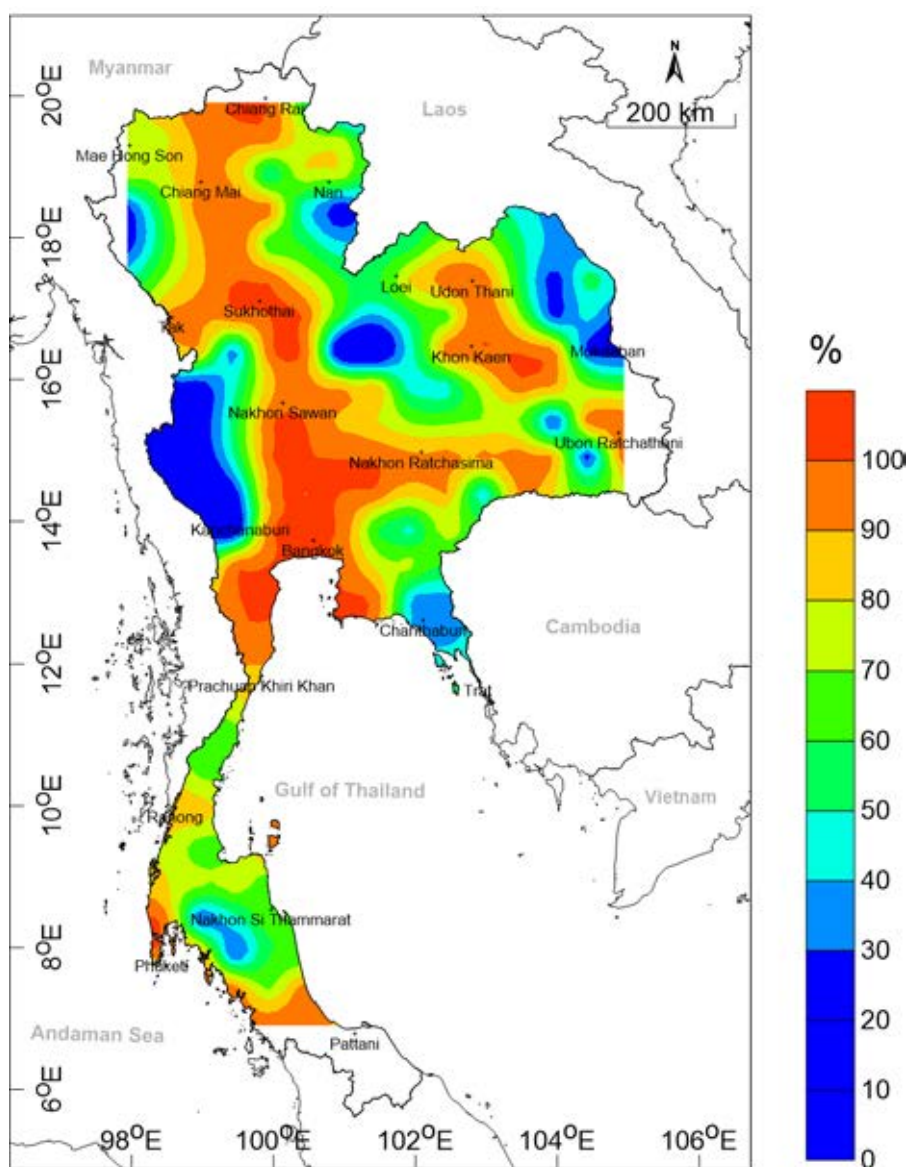 N
Myanmar
20°E
Chiang Rai
Laos
200 km
Mae Hong Son
Chiang Mai
Nan
18°E
Loei
Udon Thani
Sukhothai
Tak
Khon Kaen
%
16°E
Nakhon Sawan
Ubon Ratchathani
Nakhon Ratchasima
100
14°E
Kanchanaburi
Bangkok
90
Chanthaburi
Cambodia
80
12°E
Prachuap Khiri Khan
Trat
70
60
Gulf of Thailand
Vietnam
10°E
Ranong
50
40
Nakhon Si Thammarat
8°E
Phuket
30
Andaman Sea
20
Pattani
6°E
10
98°E
100°E
102°E
104°E
106°E
0